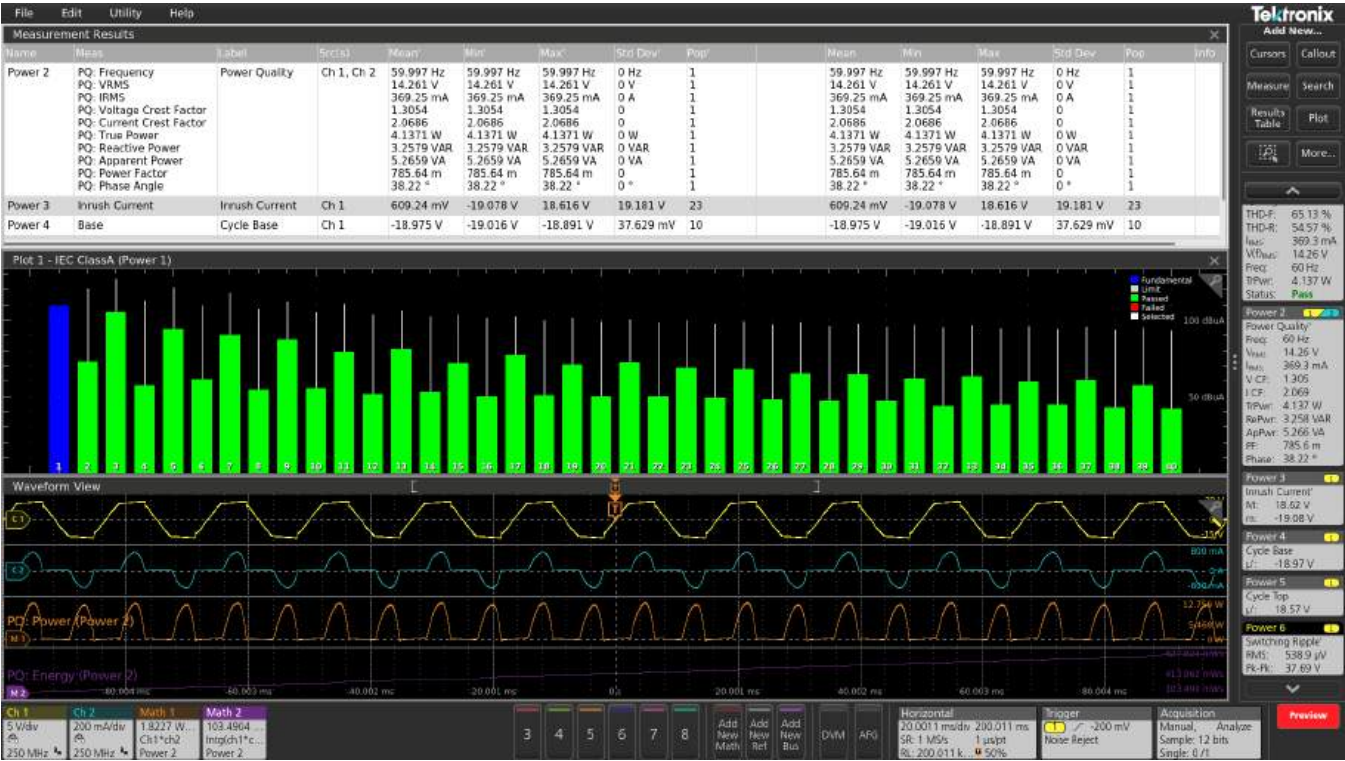 File Edit Utility Help
Tektronix
Add New...
Measurement Results
Cursors Callout
Name Meas Label Src(s) Mean' Min' Max' Std Dev' Pop' Mean Min Max Std Dev Pop Info
Power 2 PQ: Frequency Power Quality Ch 1, Ch 2 59.997 Hz 59.997 Hz 59.997 Hz 0 Hz 1 59.997 Hz 59.997 Hz 59.997 Hz 0 Hz 1
PQ: VRMS 14.261 V 14.261 V 14.261 V 0 V 1 14.261 V 14.261 V 14.261 V 0 V 1
PQ: IRMS 369.25 mA 369.25 mA 369.25 mA 0 A 1 369.25 mA 369.25 mA 369.25 mA 0 A 1
PQ: Voltage Crest Factor 1.3054 1.3054 1.3054 0 1 1.3054 1.3054 1.3054 0 1
PQ: Current Crest Factor 2.0686 2.0686 2.0686 0 1 2.0686 2.0686 2.0686 0 1
PQ: True Power 4.1371 W 4.1371 W 4.1371 W 0 W 1 4.1371 W 4.1371 W 4.1371 W 0 W 1
PQ: Reactive Power 3.2579 VAR 3.2579 VAR 3.2579 VAR 0 VAR 1 3.2579 VAR 3.2579 VAR 3.2579 VAR 0 VAR 1
PQ: Apparent Power 5.2659 VA 5.2659 VA 5.2659 VA 0 VA 1 5.2659 VA 5.2659 VA 5.2659 VA 0 VA 1
PQ: Power Factor 785.64 m 785.64 m 785.64 m 0 1 785.64 m 785.64 m 785.64 m 0 1
PQ: Phase Angle 38.22 ° 38.22 ° 38.22 ° 0 ° 1 38.22 ° 38.22 ° 38.22 ° 0 ° 1
Power 3 Inrush Current Inrush Current Ch 1 609.24 mV -19.078 V 18.616 V 19.181 V 23 609.24 mV -19.078 V 18.616 V 19.181 V 23
Power 4 Base Cycle Base Ch 1 -18.975 V -19.016 V -18.891 V 37.629 mV 10 -18.975 V -19.016 V -18.891 V 37.629 mV 10
Measure Search
Results Table Plot
More...
THD-F: 65.13 %
THD-R: 54.57 %
IRMS: 369.3 mA
V(f)RMS: 14.26 V
Freq: 60 Hz
TrPwr: 4.137 W
Status: Pass
Plot 1 - IEC ClassA (Power 1)
Fundamental
Limit
Passed
Failed
Selected
100 dBuA
50 dBuA
1 2 3 4 5 6 7 8 9 10 11 12 13 14 15 16 17 18 19 20 21 22 23 24 25 26 27 28 29 30 31 32 33 34 35 36 37 38 39 40
Power 2 1 2
Power Quality'
Freq: 60 Hz
VRMS: 14.26 V
IRMS: 369.3 mA
V CF: 1.305
I CF: 2.069
TrPwr: 4.137 W
RePwr: 3.258 VAR
ApPwr: 5.266 VA
PF: 785.6 m
Phase: 38.22 °
Power 3 1
Inrush Current'
M: 18.62 V
m: -19.08 V
Power 4 1
Cycle Base
µ': -18.97 V
Power 5 1
Cycle Top
µ': 18.57 V
Power 6 1
Switching Ripple'
RMS: 538.9 µV
Pk-Pk: 37.69 V
Waveform View
T
C 1
C 2 800 mA
0 A
PQ: Power (Power 2) 12.756 W
M 1 0 W
PQ: Energy (Power 2)
M 2
-80.004 ms -60.003 ms -40.002 ms -20.001 ms 0 s 20.001 ms 40.002 ms 60.003 ms 80.004 ms
Ch 1
5 V/div
250 MHz
Ch 2
200 mA/div
250 MHz
Math 1
1.8227 W...
Ch1*ch2
Power 2
Math 2
103.4904 ...
Intg(ch1*c...
Power 2
3 4 5 6 7 8
Add New Math
Add New Ref
Add New Bus
DVM AFG
Horizontal
20.0011 ms/div 200.011 ms
SR: 1 MS/s 1 µs/pt
RL: 200.011 k... 50%
Trigger
1 -200 mV
Noise Reject
Acquisition
Manual, Analyze
Sample: 12 bits
Single: 0 /1
Preview